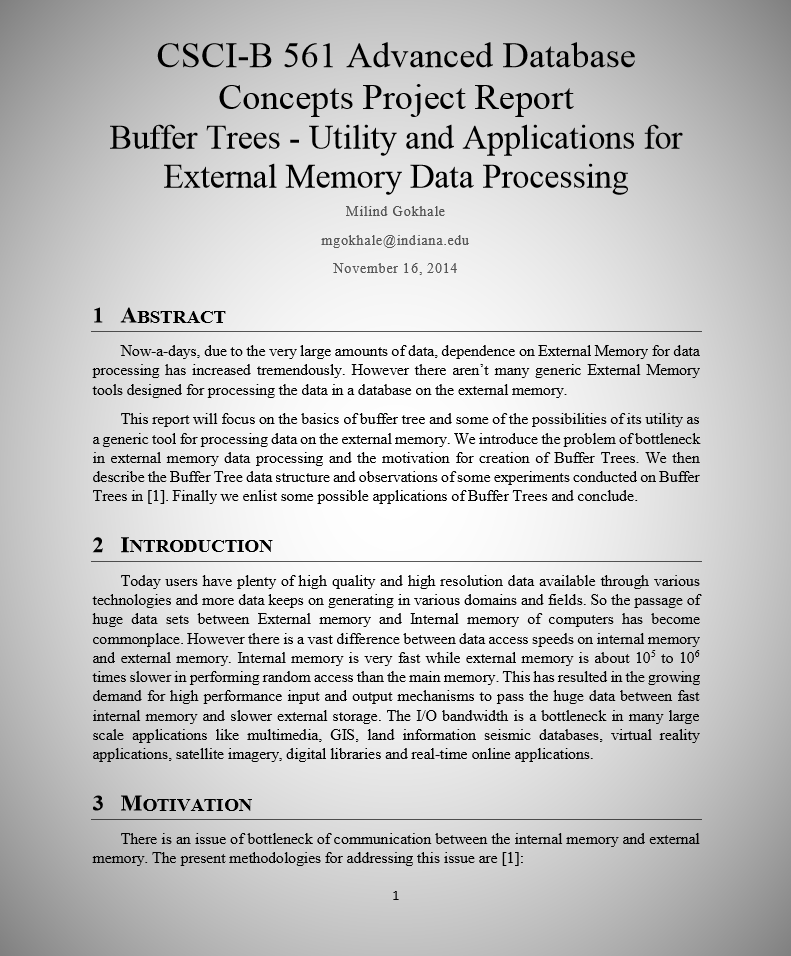 CSCI-B 561 Advanced Database
Concepts Project Report
Buffer Trees - Utility and Applications for
External Memory Data Processing
Milind Gokhale
mgokhale@indiana.edu
November 16, 2014
1 ABSTRACT
Now-a-days, due to the very large amounts of data, dependence on External Memory for data
processing has increased tremendously. However there aren't many generic External Memory
tools designed for processing the data in a database on the external memory.
This report will focus on the basics of buffer tree and some of the possibilities of its utility as
a generic tool for processing data on the external memory. We introduce the problem of bottleneck
in external memory data processing and the motivation for creation of Buffer Trees. We then
describe the Buffer Tree data structure and observations of some experiments conducted on Buffer
Trees in [1]. Finally we enlist some possible applications of Buffer Trees and conclude.
2 INTRODUCTION
Today users have plenty of high quality and high resolution data available through various
technologies and more data keeps on generating in various domains and fields. So the passage of
huge data sets between External memory and Internal memory of computers has become
commonplace. However there is a vast difference between data access speeds on internal memory
and external memory. Internal memory is very fast while external memory is about 10⁵ to 10⁶
times slower in performing random access than the main memory. This has resulted in the growing
demand for high performance input and output mechanisms to pass the huge data between fast
internal memory and slower external storage. The I/O bandwidth is a bottleneck in many large
scale applications like multimedia, GIS, land information seismic databases, virtual reality
applications, satellite imagery, digital libraries and real-time online applications.
3 MOTIVATION
There is an issue of bottleneck of communication between the internal memory and external
memory. The present methodologies for addressing this issue are [1]:
1